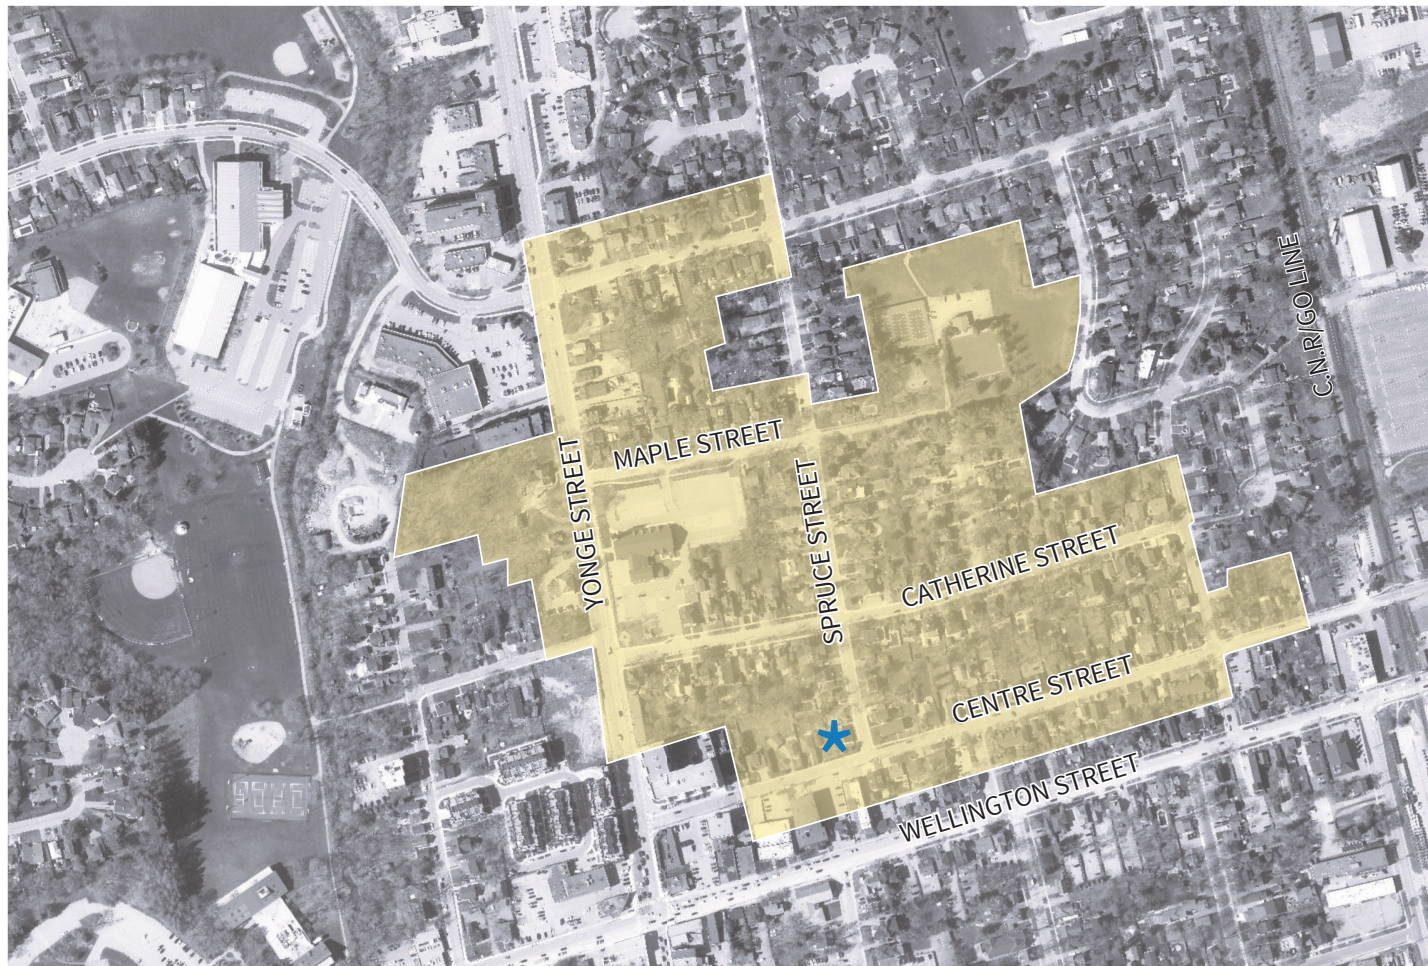 C.N.R/GO LINE
MAPLE STREET
YONGE STREET
SPRUCE STREET
CATHERINE STREET
CENTRE STREET
WELLINGTON STREET